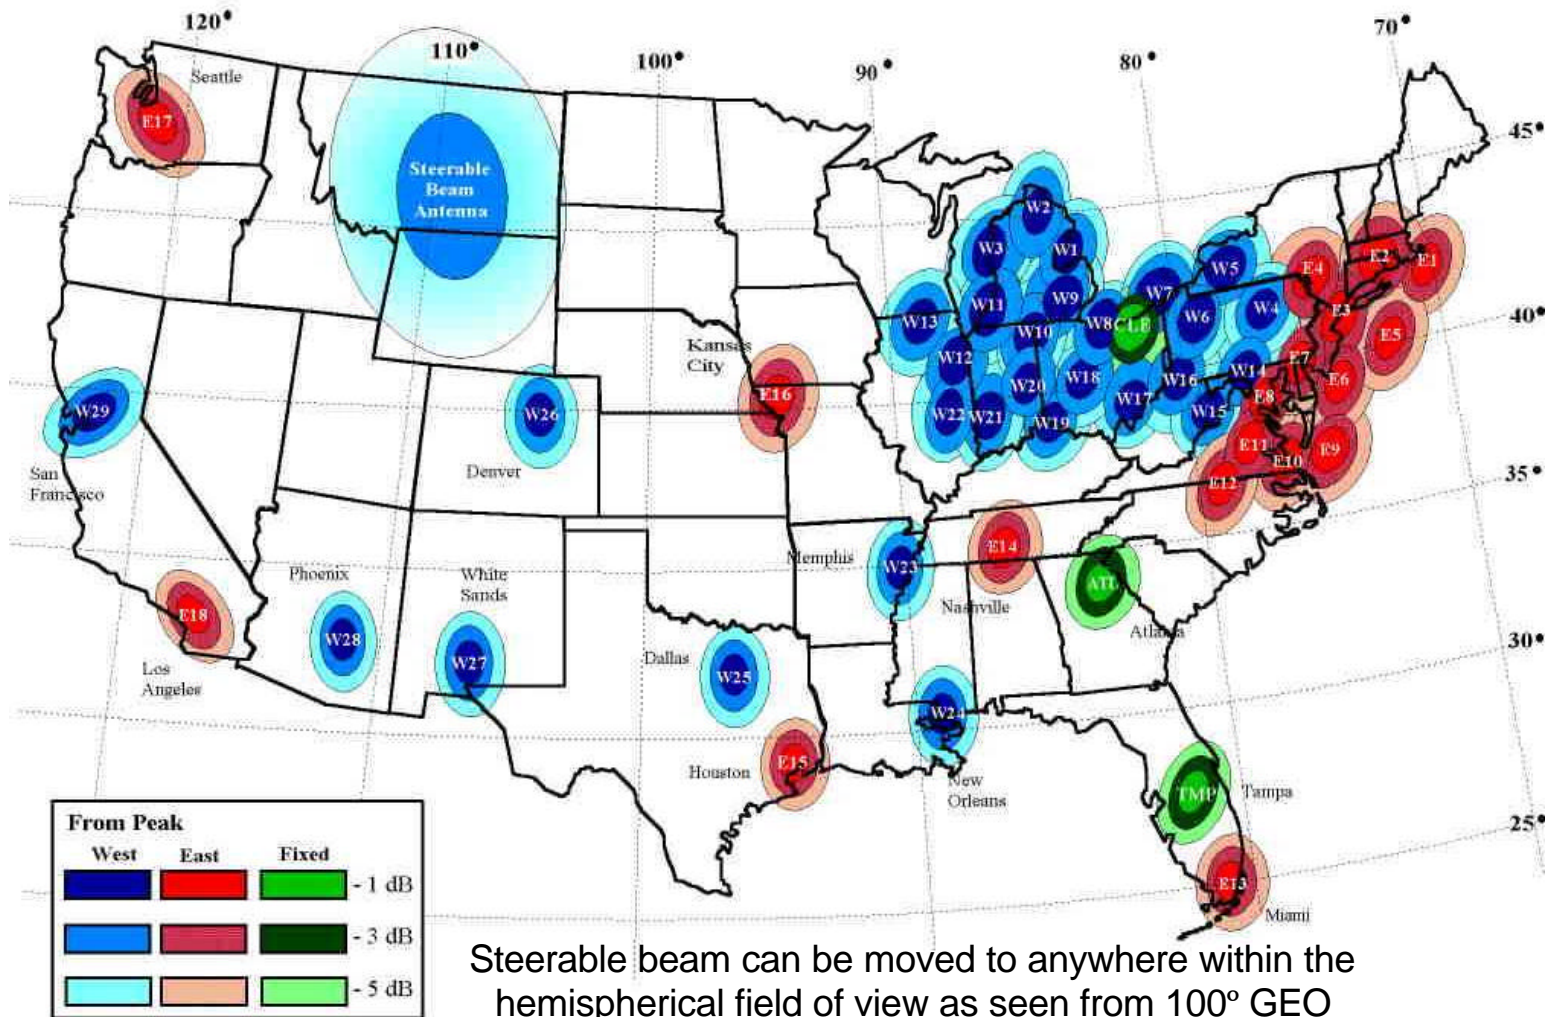 120°
110°
100°
90°
80°
70°
45°
40°
35°
30°
25°
Seattle
E17
Steerable
Beam
Antenna
W2
W3
W1
W5
E4
E2
E1
W13
W11
W9
W7
W8
CLE
W6
W4
E3
E5
W10
W12
W20
W18
W16
W14
E7
E6
Kansas
City
E16
W29
W26
W22
W21
W19
W17
W15
E8
E11
E10
E9
E12
San
Francisco
Denver
Memphis
W23
E14
Nashville
ATL
Atlanta
Phoenix
White
Sands
E18
W28
W27
Los
Angeles
Dallas
W25
W24
New
Orleans
Houston
E15
TMP
Tampa
E13
Miami
From Peak
West East Fixed
- 1 dB
- 3 dB
- 5 dB
Steerable beam can be moved to anywhere within the
hemispherical field of view as seen from 100º GEO